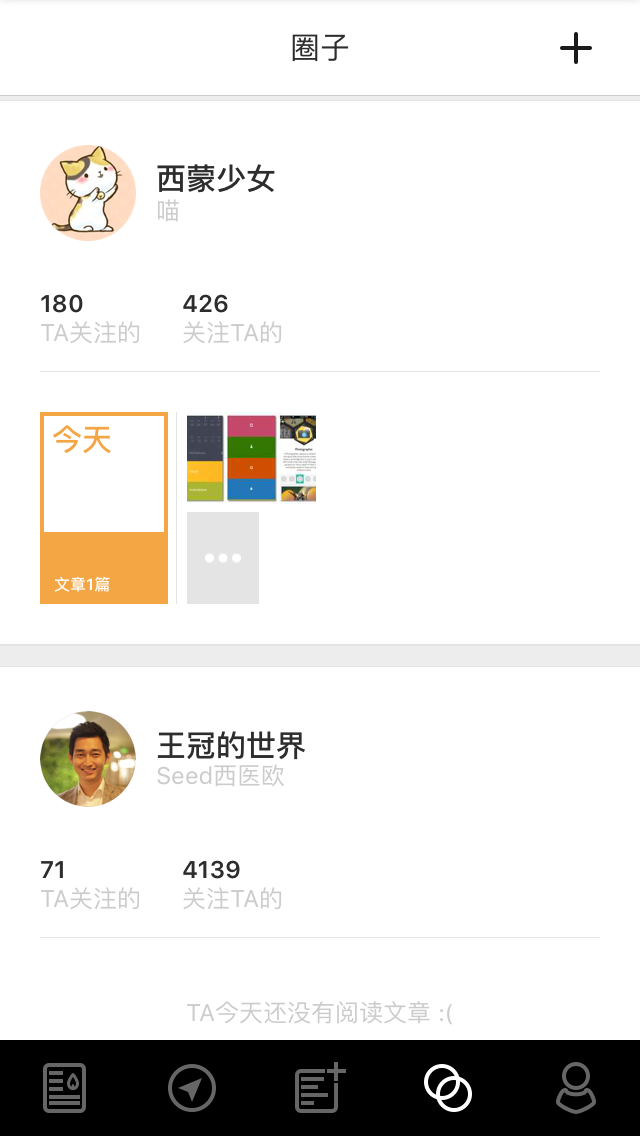 圈子
西蒙少女
喵
180
426
TA关注的
关注TA的
今天
文章1篇
王冠的世界
Seed西医欧
71
4139
TA关注的
关注TA的
TA今天还没有阅读文章 :(